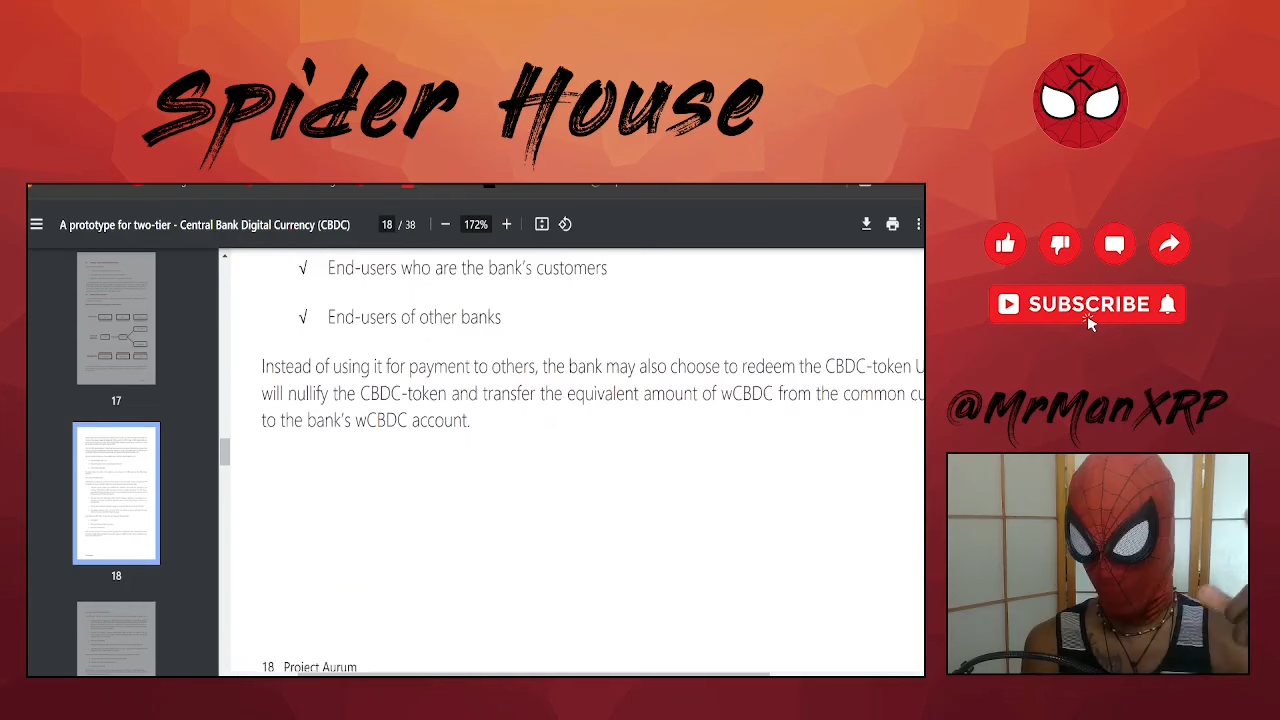 Spider House
A prototype for two-tier - Central Bank Digital Currency (CBDC)
18 / 38
172%
√ End-users who are the bank's customers
√ End-users of other banks
Instead of using it for payment to others, the bank may also choose to redeem the CBDC-token U
will nullify the CBDC-token and transfer the equivalent amount of wCBDC from the common cu
to the bank's wCBDC account.
17
18
18 Project Aurum
SUBSCRIBE
@MrManXRP